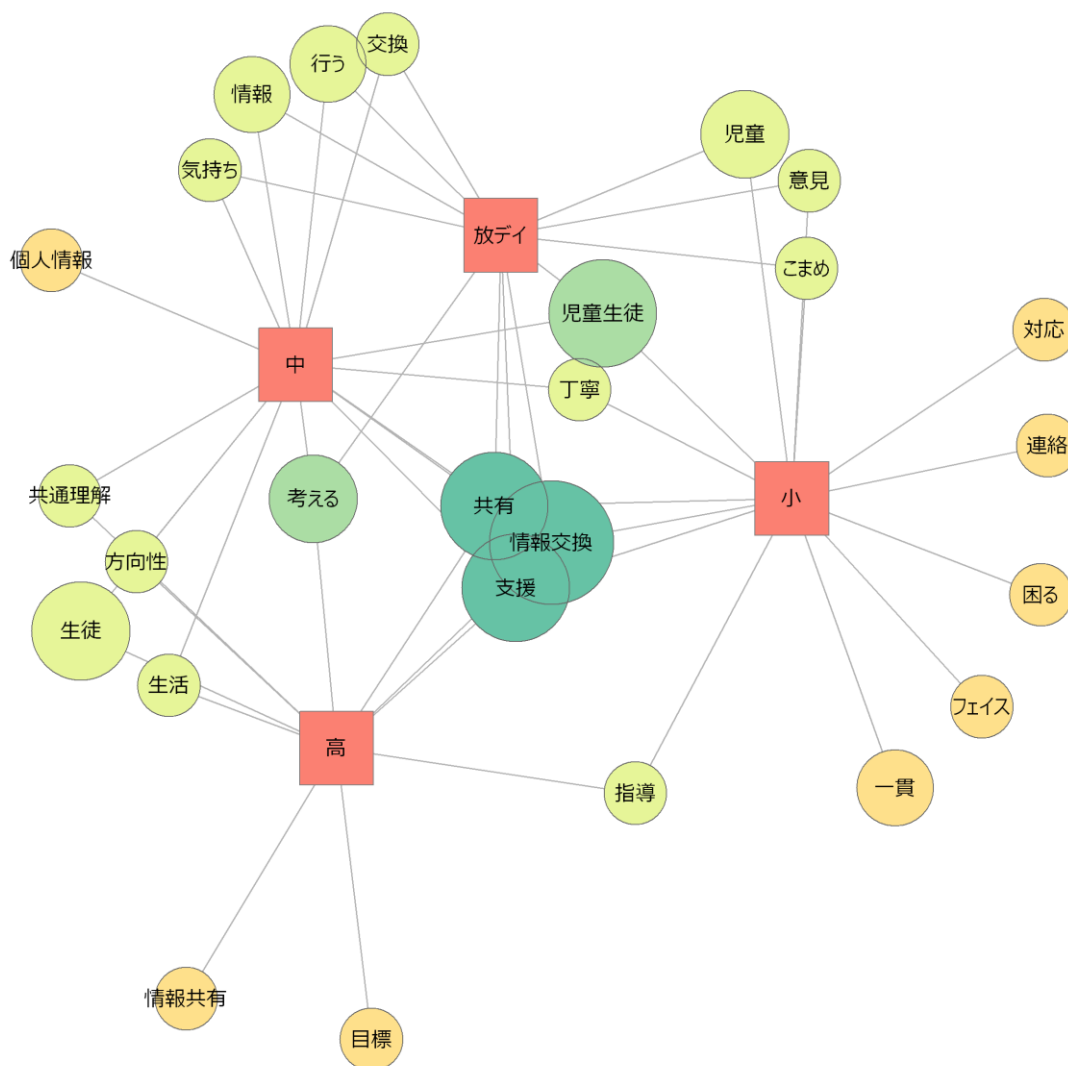 交換
行う
情報
児童
気持ち
意見
放デイ
個人情報
こまめ
児童生徒
対応
中
丁寧
連絡
共通理解
考える
共有
小
情報交換
方向性
支援
困る
生徒
生活
フェイス
高
一貫
指導
情報共有
目標